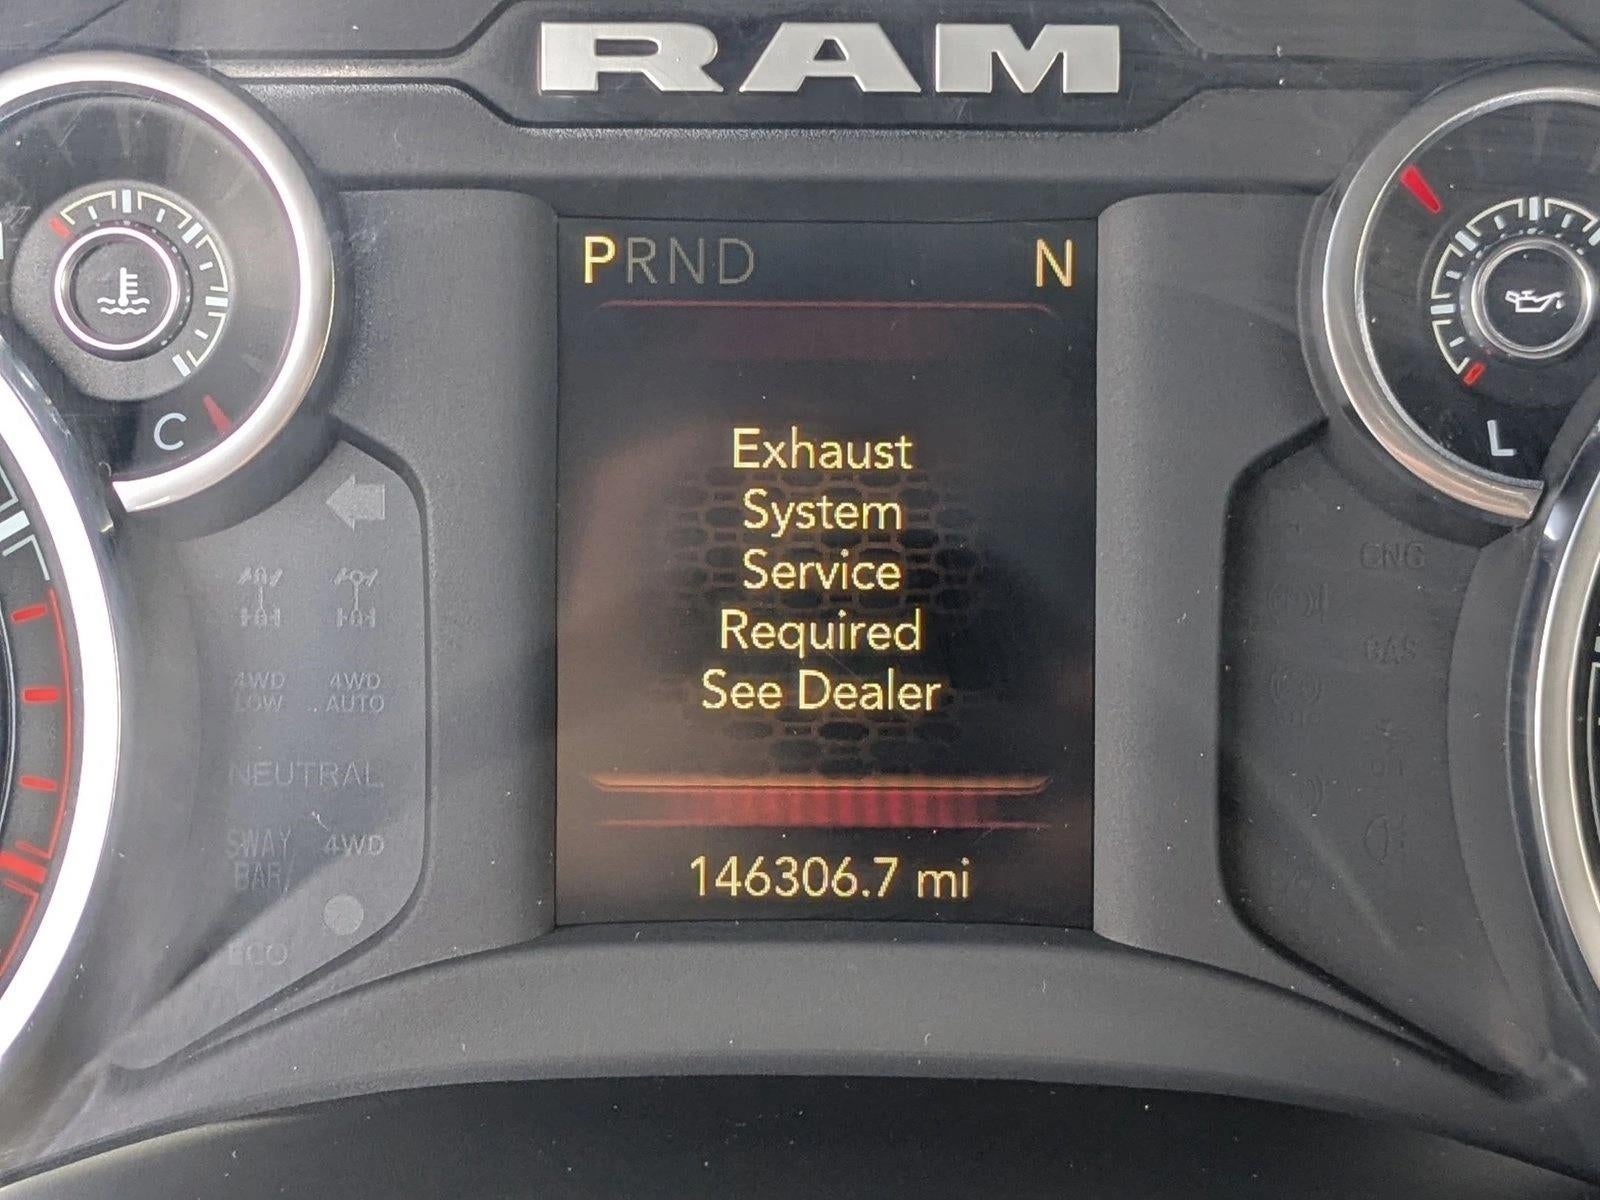 RAM
PRND N
C
L
Exhaust
System
Service
Required
See Dealer
146306.7 mi
4WD
LOW
4WD
AUTO
NEUTRAL
SWAY
BAR/
4WD
ECO
CNG
GAS